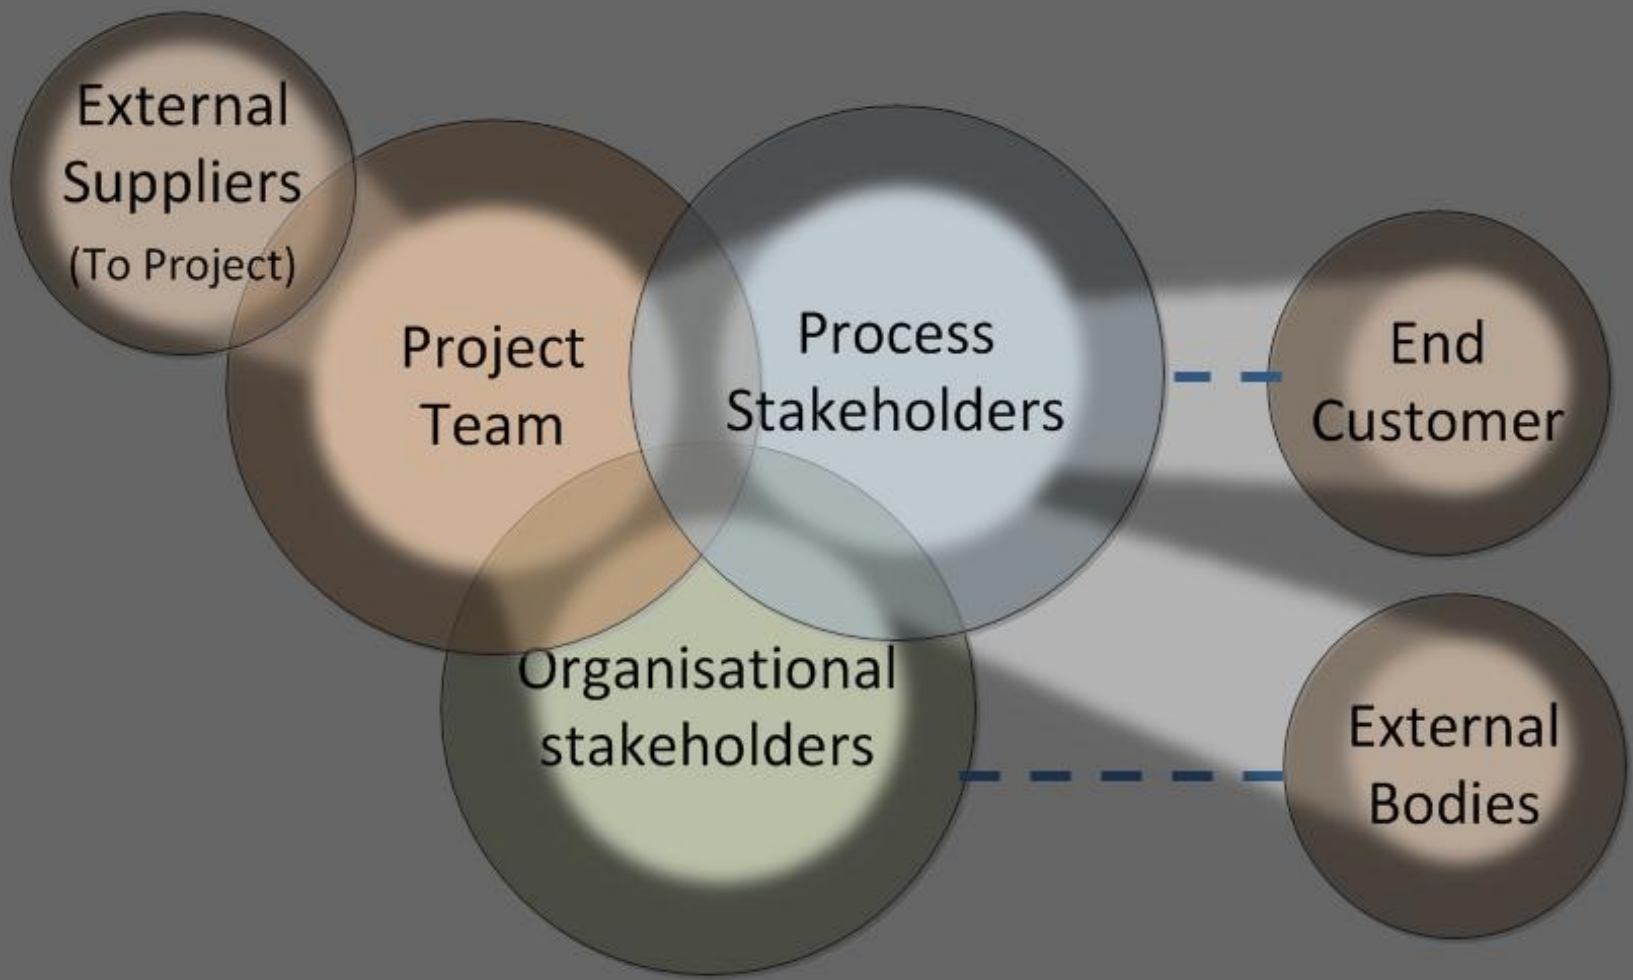 External
Suppliers
(To Project)
Project
Team
Process
Stakeholders
End
Customer
Organisational
stakeholders
External
Bodies